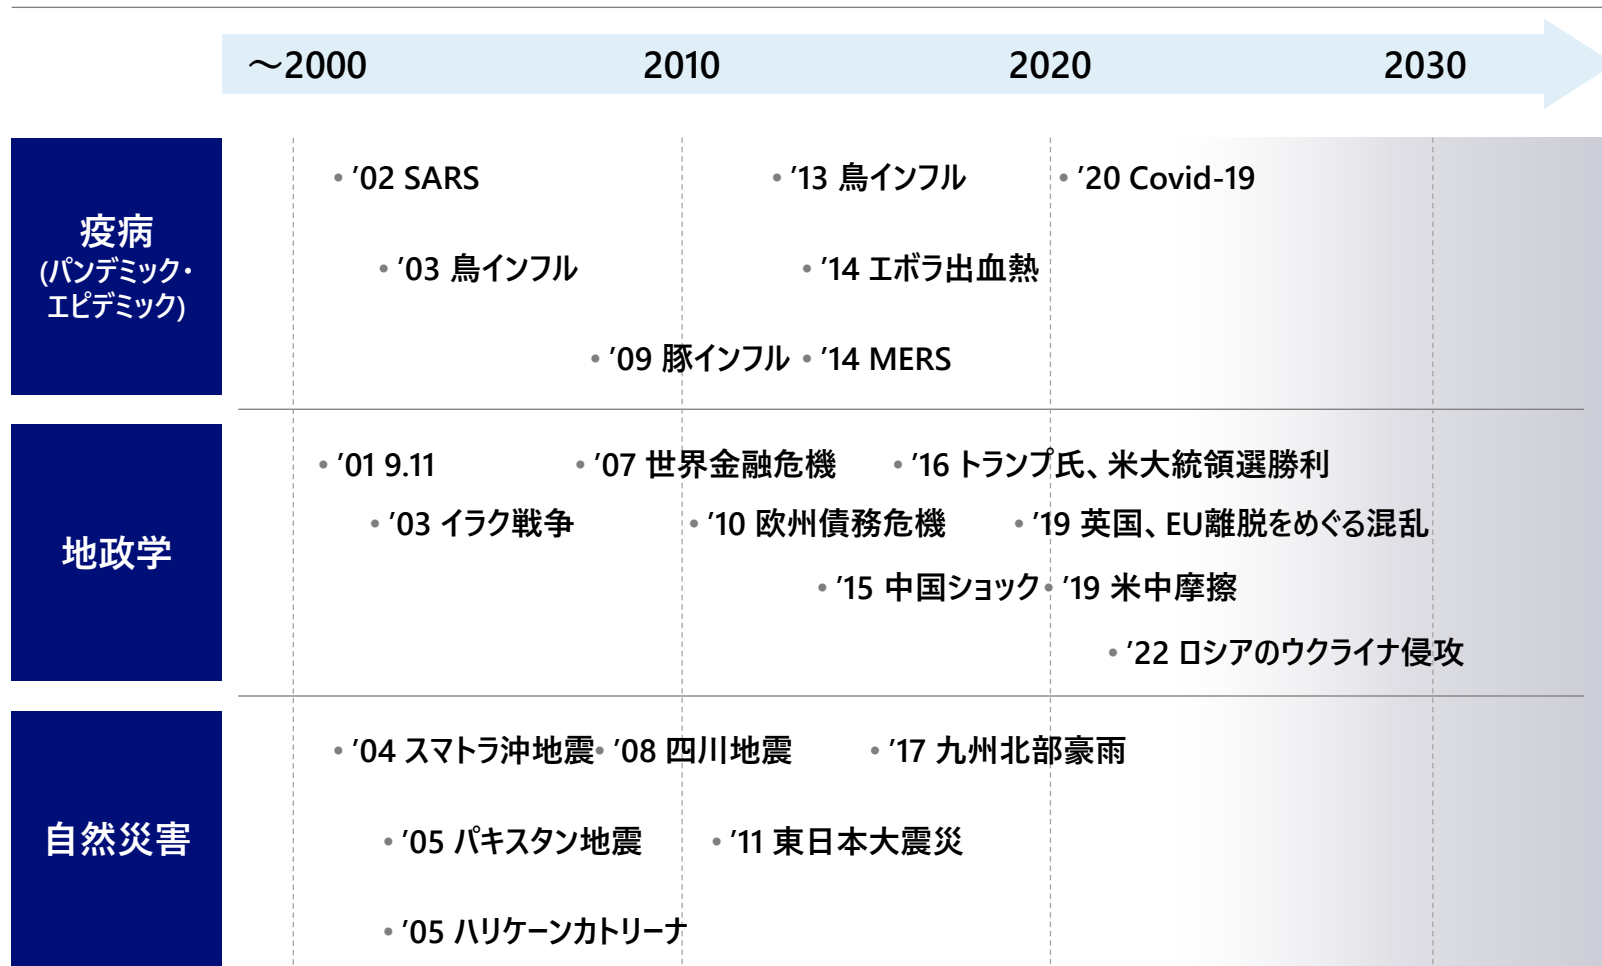 ～2000 2010 2020 2030
疫病
(パンデミック・
エピデミック)
• ’02 SARS • ’13 鳥インフル • ’20 Covid-19
• ’03 鳥インフル • ’14 エボラ出血熱
• ’09 豚インフル • ’14 MERS
地政学
• ’01 9.11 • ’07 世界金融危機 • ’16 トランプ氏、米大統領選勝利
• ’03 イラク戦争 • ’10 欧州債務危機 • ’19 英国、EU離脱をめぐる混乱
• ’15 中国ショック • ’19 米中摩擦
• ’22 ロシアのウクライナ侵攻
自然災害
• ’04 スマトラ沖地震 • ’08 四川地震 • ’17 九州北部豪雨
• ’05 パキスタン地震 • ’11 東日本大震災
• ’05 ハリケーンカトリーナ